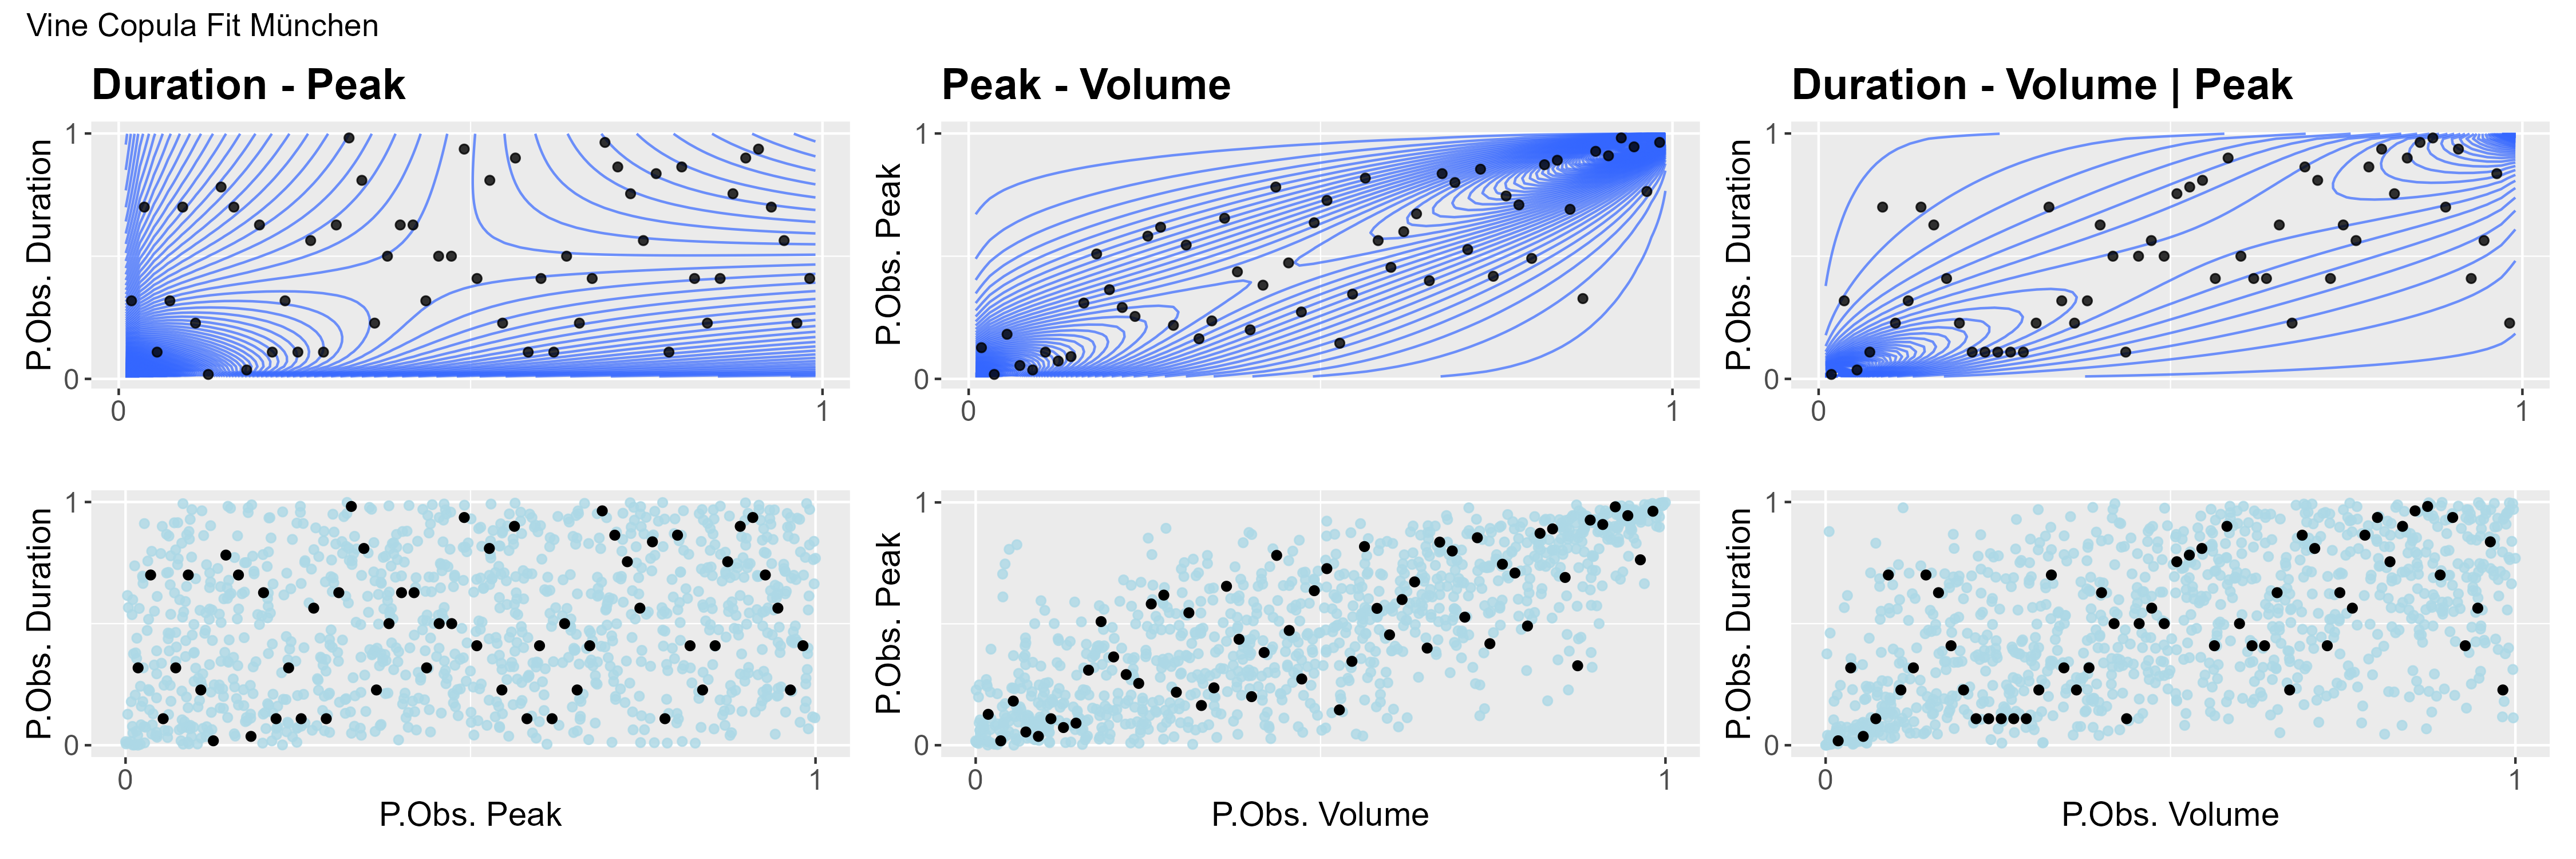 Vine Copula Fit München
Duration - Peak
Peak - Volume
Duration - Volume | Peak
P.Obs. Duration
1
0
0
1
P.Obs. Peak
1
0
0
1
P.Obs. Duration
1
0
0
1
P.Obs. Duration
1
0
0
1
P.Obs. Peak
P.Obs. Peak
1
0
0
1
P.Obs. Volume
P.Obs. Duration
1
0
0
1
P.Obs. Volume